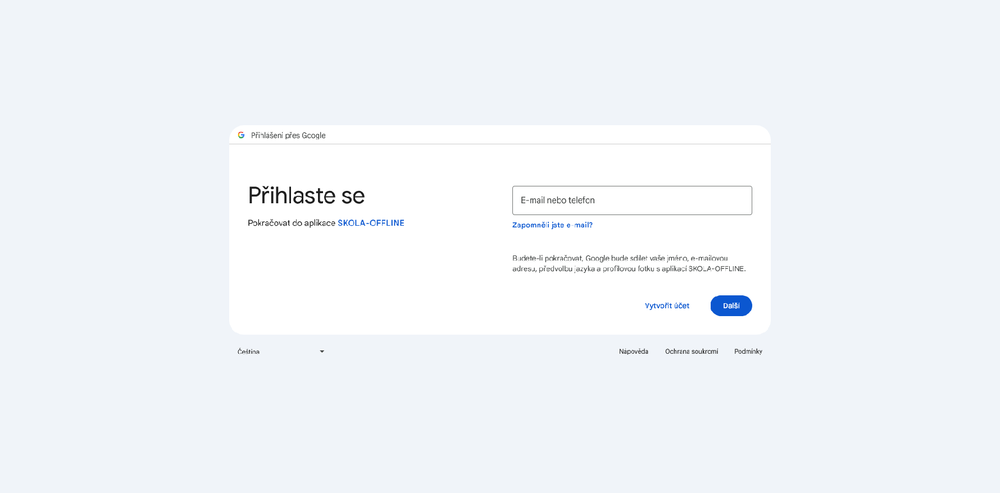 Přihlášení přes Google
Přihlaste se
Pokračovat do aplikace SKOLA-OFFLINE
E-mail nebo telefon
Zapomněli jste e-mail?
Budete-li pokračovat, Google bude sdílet vaše jméno, e-mailovou
adresu, předvolbu jazyka a profilovou fotku s aplikací SKOLA-OFFLINE.
Vytvořit účet
Další
Čeština
Nápověda
Ochrana soukromí
Podmínky